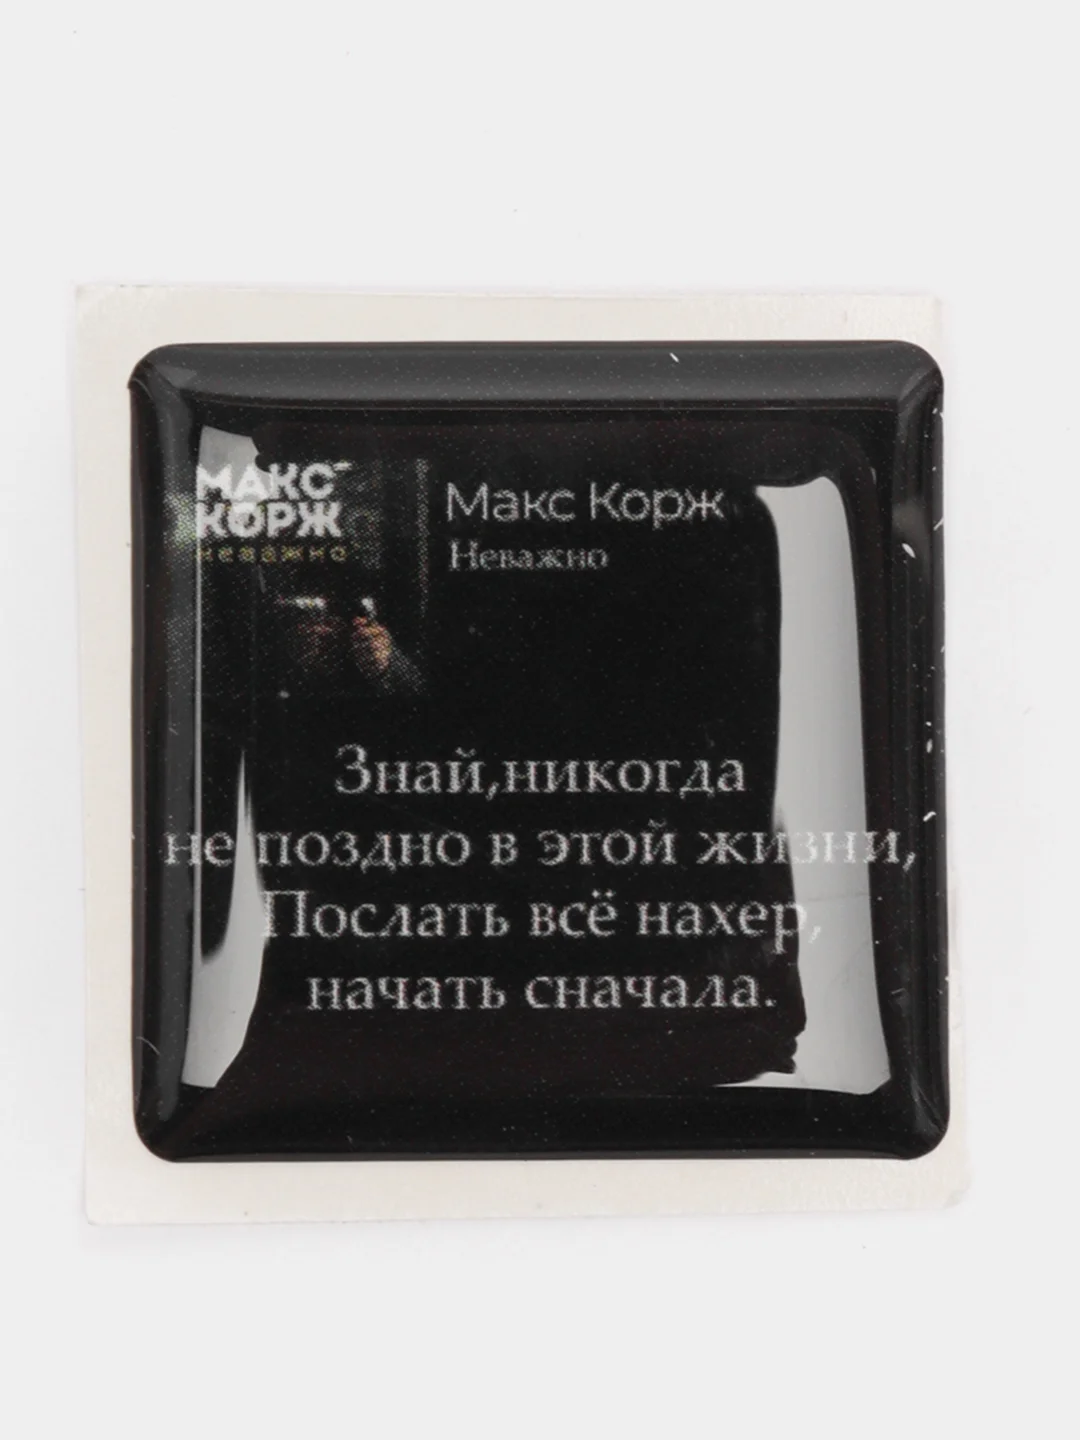 МАКС
КОРЖ
неважно
Макс Корж
Неважно
Знай,никогда
не поздно в этой жизни,
Послать всё нахер,
начать сначала.